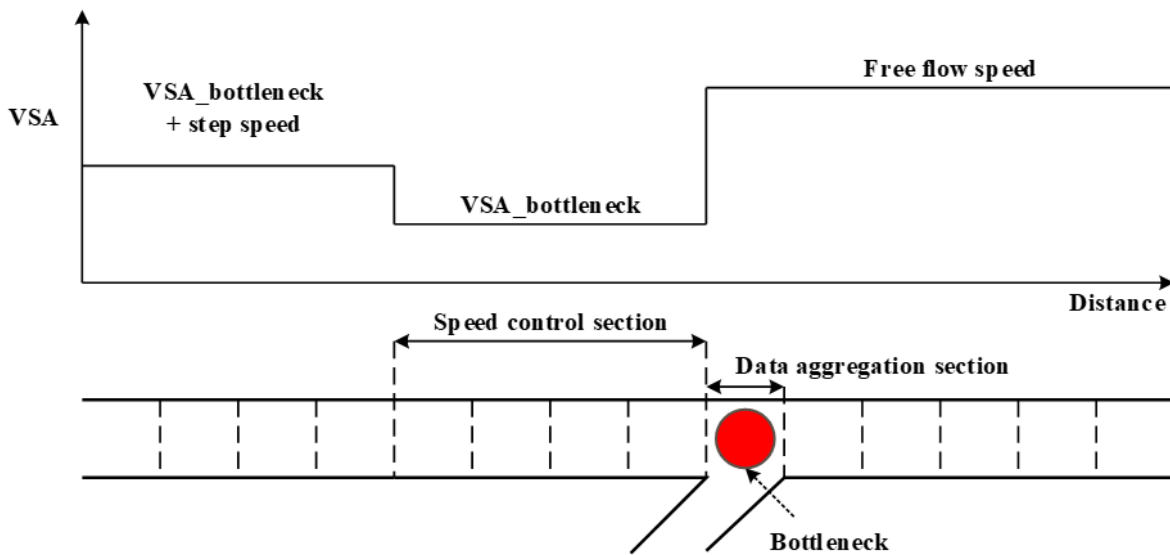 Free flow speed
VSA_bottleneck
+ step speed
VSA
VSA_bottleneck
Distance
Speed control section
Data aggregation section
Bottleneck